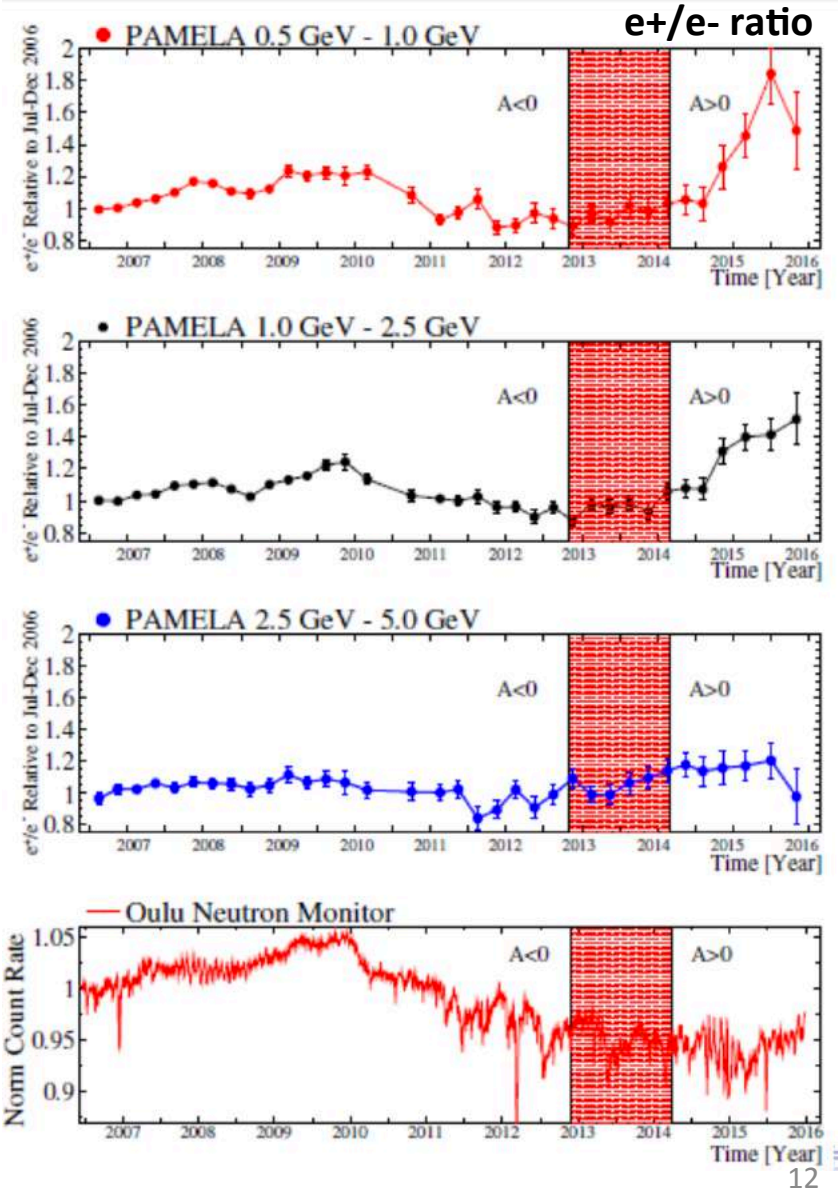 e+/e- ratio
PAMELA 0.5 GeV - 1.0 GeV
e⁺/e⁻ Relative to Jul-Dec 2006
2
1.8
1.6
1.4
1.2
1
0.8
A<0
A>0
2007 2008 2009 2010 2011 2012 2013 2014 2015 2016
Time [Year]
PAMELA 1.0 GeV - 2.5 GeV
e⁺/e⁻ Relative to Jul-Dec 2006
2
1.8
1.6
1.4
1.2
1
0.8
A<0
A>0
2007 2008 2009 2010 2011 2012 2013 2014 2015 2016
Time [Year]
PAMELA 2.5 GeV - 5.0 GeV
e⁺/e⁻ Relative to Jul-Dec 2006
2
1.8
1.6
1.4
1.2
1
0.8
A<0
A>0
2007 2008 2009 2010 2011 2012 2013 2014 2015 2016
Time [Year]
Oulu Neutron Monitor
Norm Count Rate
1.05
1
0.95
0.9
A<0
A>0
2007 2008 2009 2010 2011 2012 2013 2014 2015 2016
Time [Year]
12